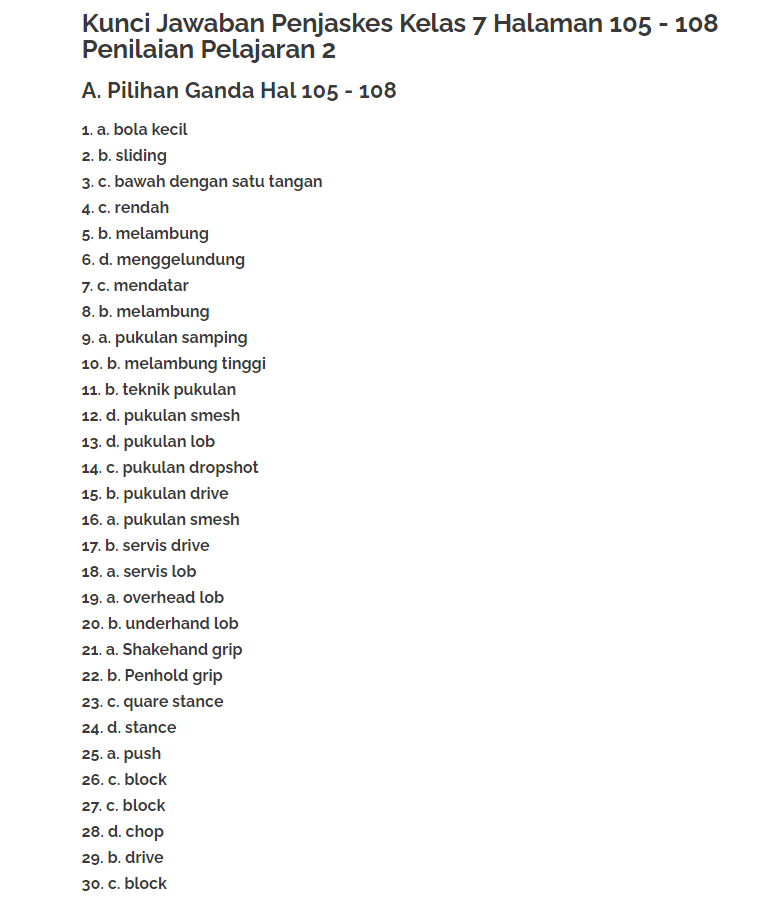 Kunci Jawaban Penjaskes Kelas 7 Halaman 105 - 108
Penilaian Pelajaran 2
A. Pilihan Ganda Hal 105 - 108
1. a. bola kecil
2. b. sliding
3. c. bawah dengan satu tangan
4. c. rendah
5. b. melambung
6. d. menggelundung
7. c. mendatar
8. b. melambung
9. a. pukulan samping
10. b. melambung tinggi
11. b. teknik pukulan
12. d. pukulan smesh
13. d. pukulan lob
14. c. pukulan dropshot
15. b. pukulan drive
16. a. pukulan smesh
17. b. servis drive
18. a. servis lob
19. a. overhead lob
20. b. underhand lob
21. a. Shakehand grip
22. b. Penhold grip
23. c. quare stance
24. d. stance
25. a. push
26. c. block
27. c. block
28. d. chop
29. b. drive
30. c. block